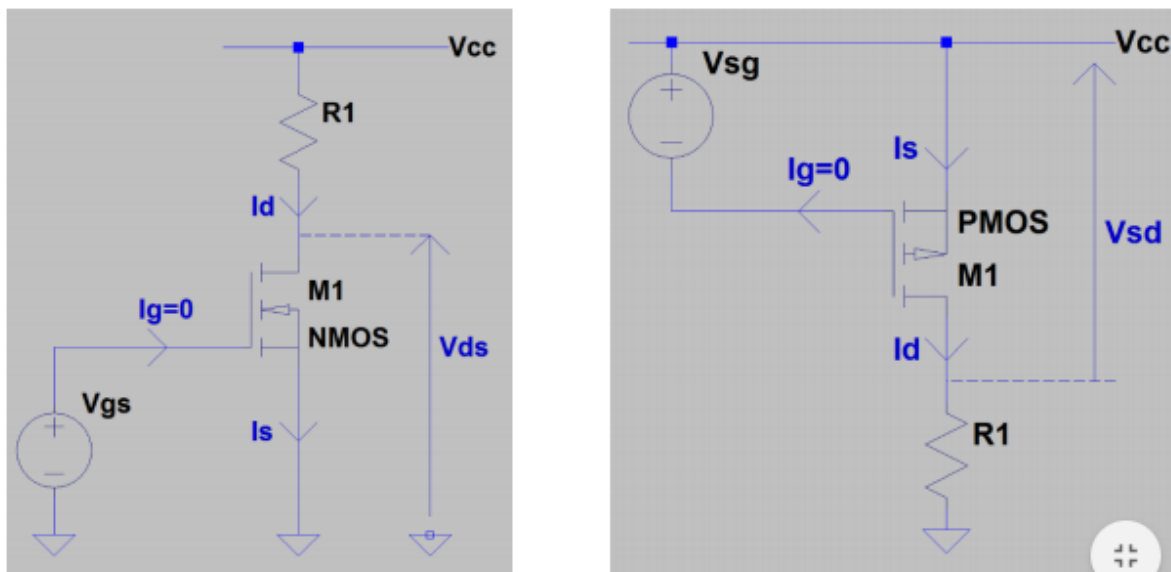 Vcc
R1
Id
M1
Ig=0
NMOS
Vds
Vgs
Is
Vcc
Vsg
Is
Ig=0
PMOS
Vsd
M1
Id
R1